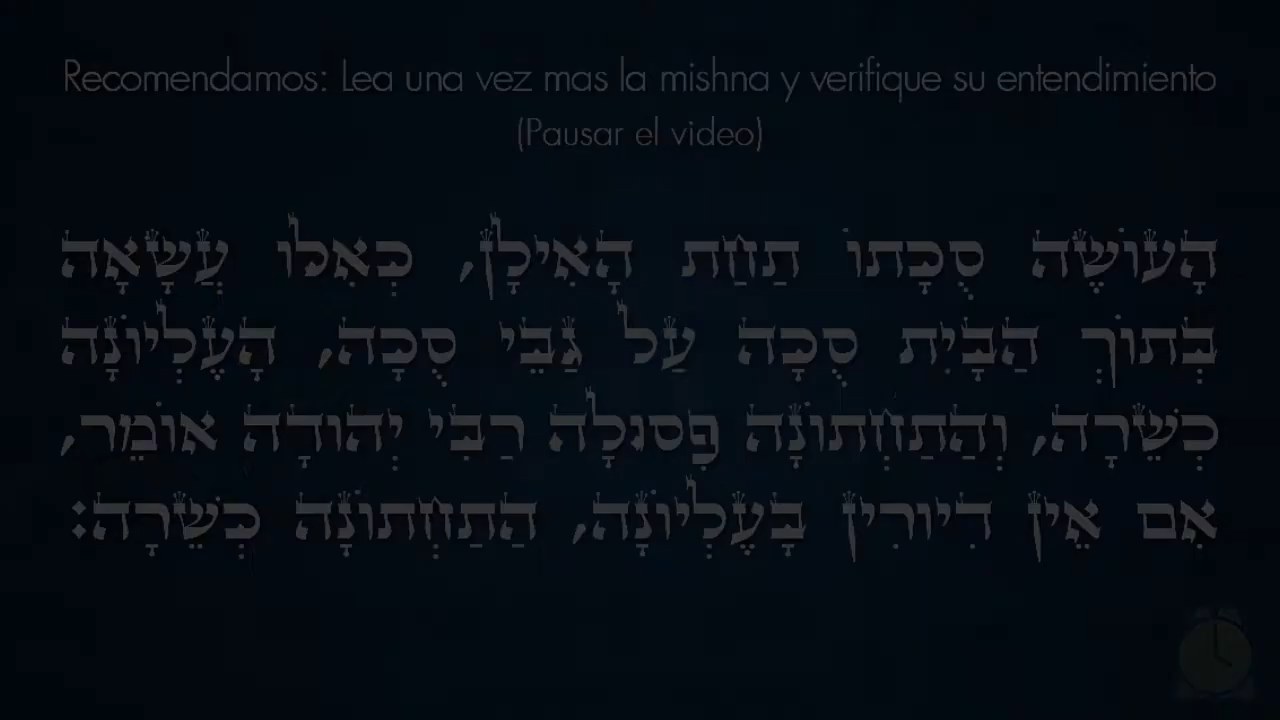 Recomendamos: Lea una vez mas la mishna y verifique su entendimiento
(Pausar el video)
הָעוֹשֶׂה סֻכָּתוֹ תַּחַת הָאִילָן, כְּאִלּוּ עֲשָׂאָהּ
בְּתוֹךְ הַבָּיִת סֻכָּה עַל גַּבֵּי סֻכָּה, הָעֶלְיוֹנָה
כְּשֵׁרָה, וְהַתַּחְתּוֹנָה פְּסוּלָה רַבִּי יְהוּדָה אוֹמֵר,
אִם אֵין דִּיוּרִין בָּעֶלְיוֹנָה, הַתַּחְתּוֹנָה כְּשֵׁרָה: